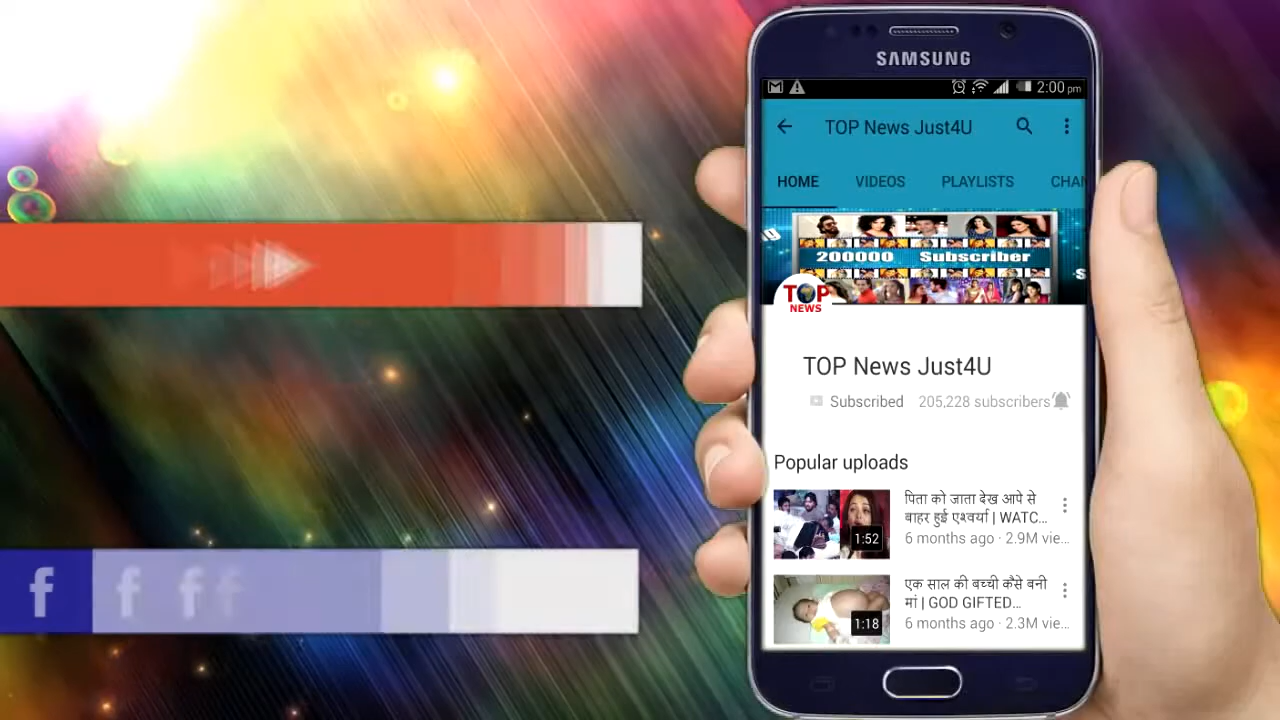 SAMSUNG
2:00 pm
TOP News Just4U
HOME VIDEOS PLAYLISTS CHAN
200000 Subscriber
TOP
NEWS
TOP News Just4U
Subscribed 205,228 subscribers
Popular uploads
पिता को जाता देख आपे से
बाहर हुई एश्वर्या | WATC...
1:52
6 months ago · 2.9M vie...
एक साल की बच्ची कैसे बनी
मां | GOD GIFTED...
1:18
6 months ago · 2.3M vie...
f
f f f